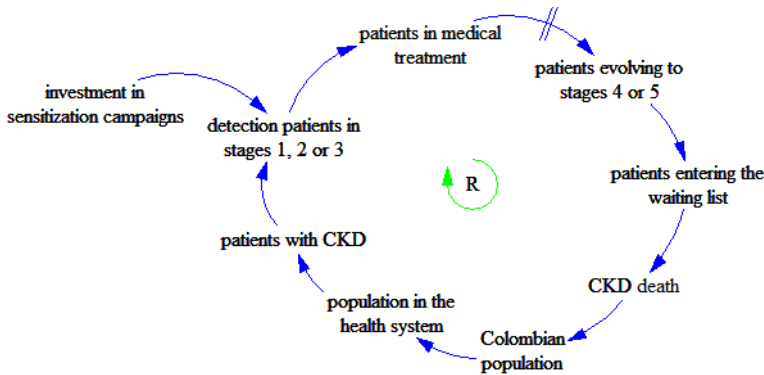 patients in medical
treatment
patients evolving to
stages 4 or 5
investment in
sensitization campaigns
detection patients in
stages 1, 2 or 3
patients entering the
waiting list
R
patients with CKD
CKD death
population in the
health system
Colombian
population